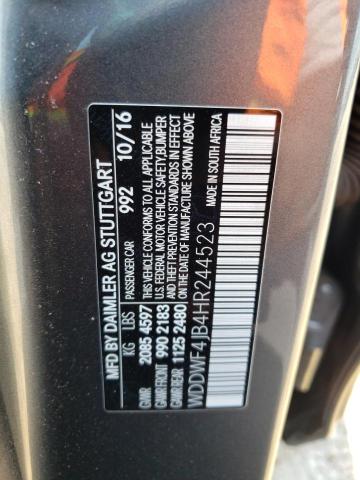 MFD BY DAIMLER AG STUTTGART
KG LBS PASSENGER CAR 992 10/16
GVWR 2085 4597 THIS VEHICLE CONFORMS TO ALL APPLICABLE
GAWR FRONT 990 2183 U.S. FEDERAL MOTOR VEHICLE SAFETY, BUMPER
GAWR REAR 1125 2480 AND THEFT PREVENTION STANDARDS IN EFFECT
ON THE DATE OF MANUFACTURE SHOWN ABOVE.
WDDWF4JB4HR244523 MADE IN SOUTH AFRICA